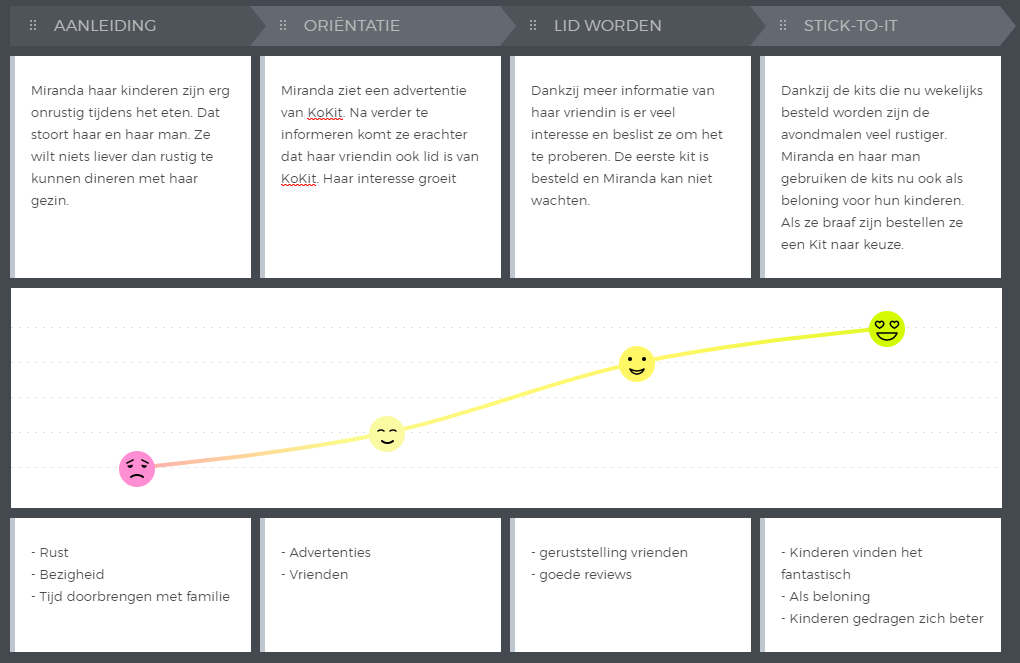 AANLEIDING
ORIËNTATIE
LID WORDEN
STICK-TO-IT
Miranda haar kinderen zijn erg
onrustig tijdens het eten. Dat
stoort haar en haar man. Ze
wilt niets liever dan rustig te
kunnen dineren met haar
gezin.
Miranda ziet een advertentie
van KoKit. Na verder te
informeren komt ze erachter
dat haar vriendin ook lid is van
KoKit. Haar interesse groeit
Dankzij meer informatie van
haar vriendin is er veel
interesse en beslist ze om het
te proberen. De eerste kit is
besteld en Miranda kan niet
wachten.
Dankzij de kits die nu wekelijks
besteld worden zijn de
avondmalen veel rustiger.
Miranda en haar man
gebruiken de kits nu ook als
beloning voor hun kinderen.
Als ze braaf zijn bestellen ze
een Kit naar keuze.
- Rust
- Bezigheid
- Tijd doorbrengen met familie
- Advertenties
- Vrienden
- geruststelling vrienden
- goede reviews
- Kinderen vinden het
fantastisch
- Als beloning
- Kinderen gedragen zich beter